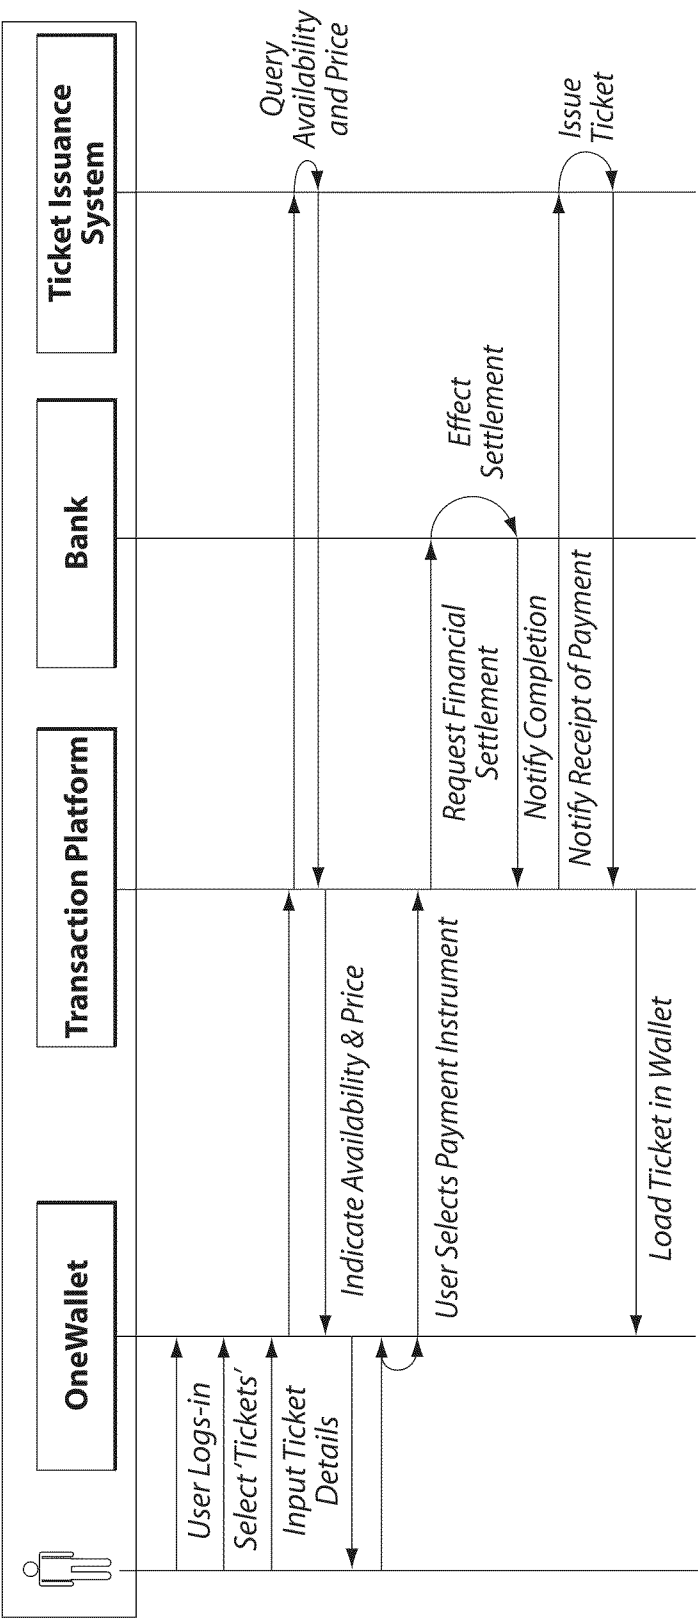 OneWallet
Transaction Platform
Bank
Ticket Issuance
System
User Logs-in
Select ‘Tickets’
Input Ticket
Details
Query
Availability
and Price
Indicate Availability & Price
User Selects Payment Instrument
Request Financial
Settlement
Effect
Settlement
Notify Completion
Notify Receipt of Payment
Issue
Ticket
Load Ticket in Wallet